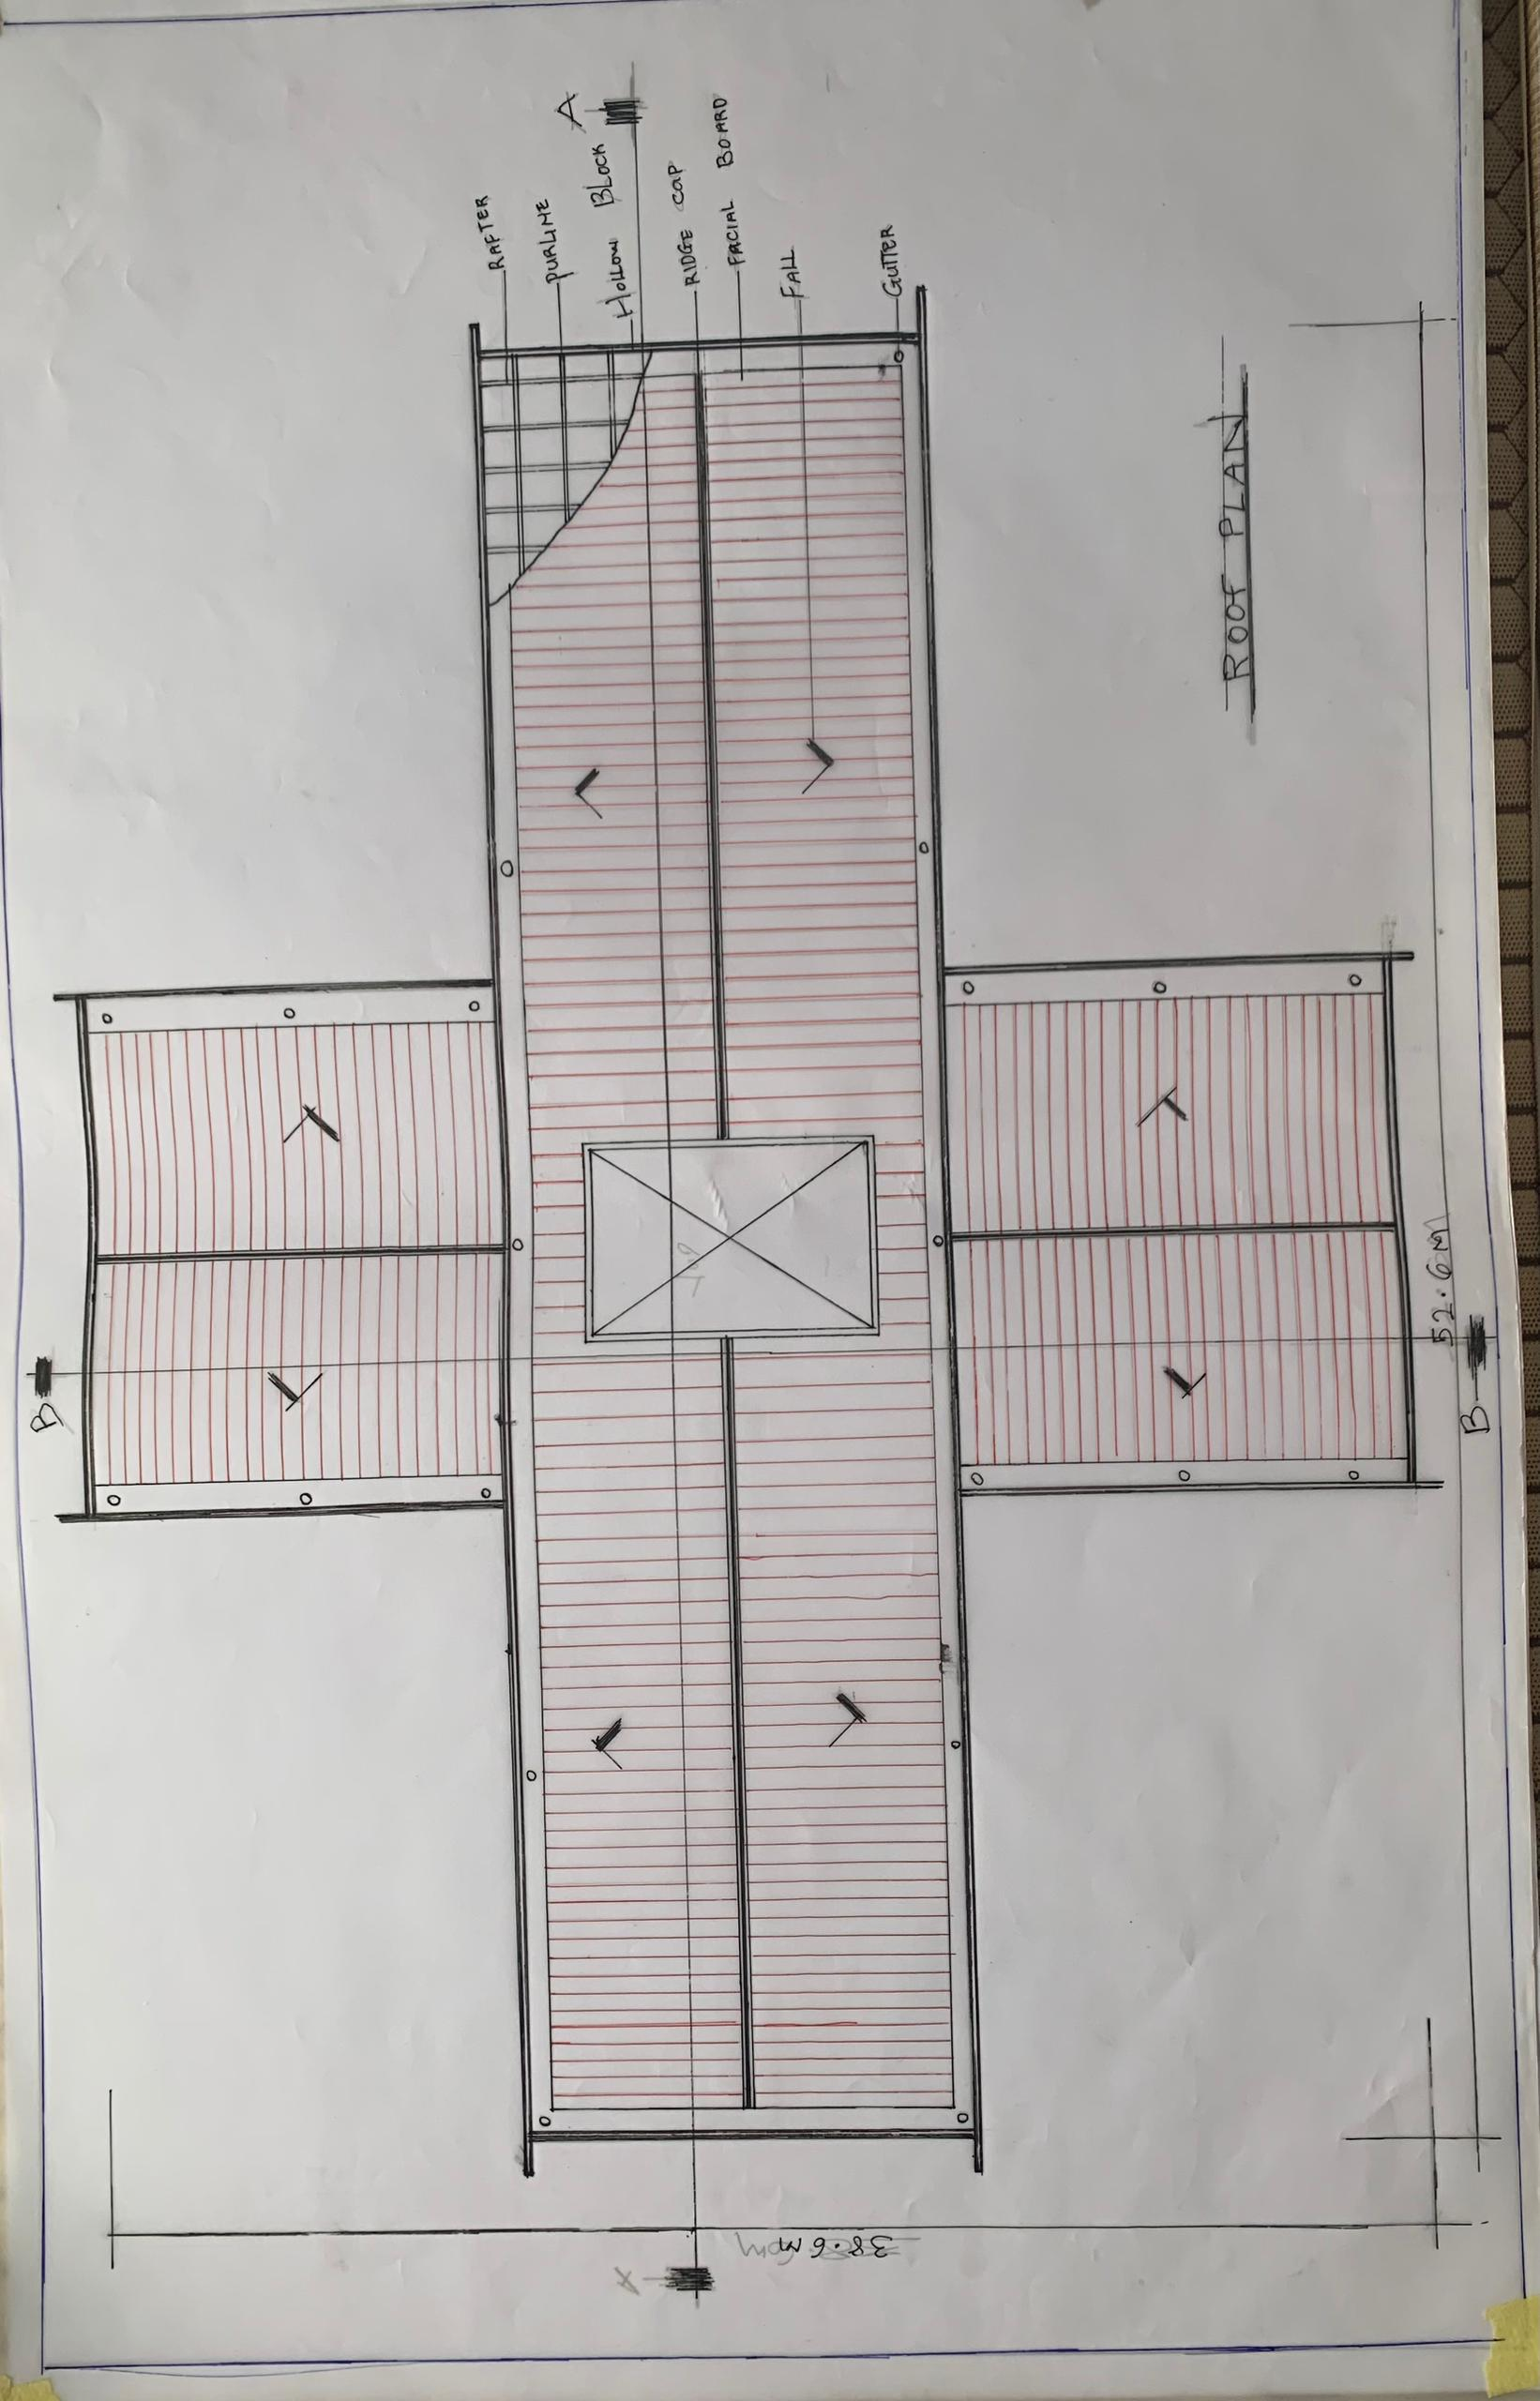 A
RAFTER
PURLINE
HOLLOW BLOCK
RIDGE CAP
FACIAL BOARD
FALL
GUTTER
ROOF PLAN
B
52.6M
B
38.6M
A